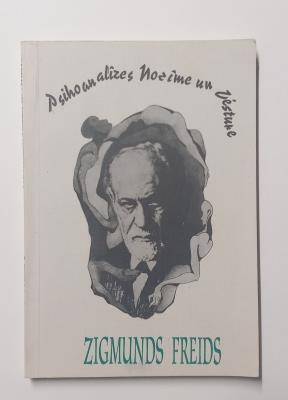 Psihoanalīzes Nozīme un Vēsture
ZIGMUNDS FREIDS